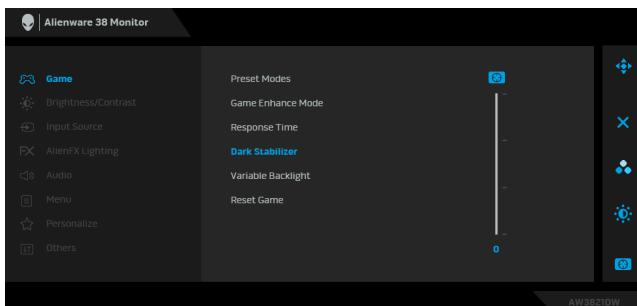 Alienware 38 Monitor
Game
Brightness/Contrast
Input Source
AlienFX Lighting
Audio
Menu
Personalize
Others
Preset Modes
Game Enhance Mode
Response Time
Dark Stabilizer
Variable Backlight
Reset Game
0
AW3821DW